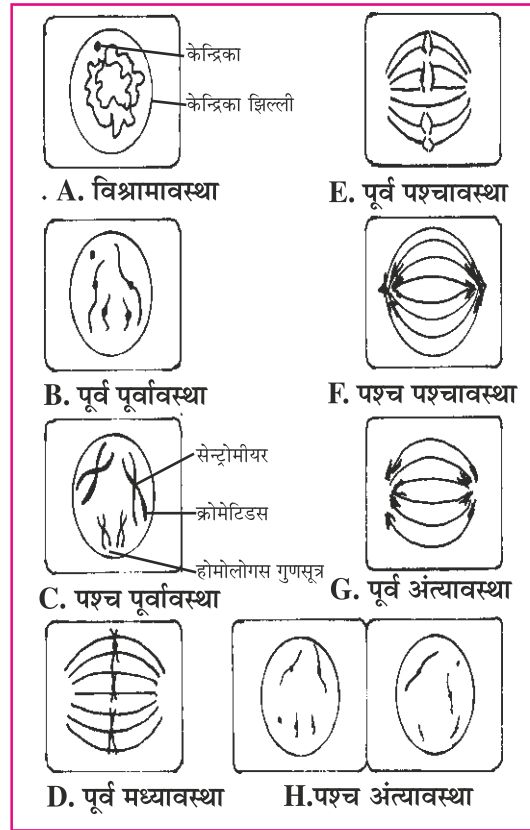 केन्द्रिका
केन्द्रिका झिल्ली
. A. विश्रामावस्था
E. पूर्व पश्चावस्था
B. पूर्व पूर्वावस्था
F. पश्च पश्चावस्था
सेन्ट्रोमीयर
क्रोमेटिडस
होमोलोगस गुणसूत्र
C. पश्च पूर्वावस्था
G. पूर्व अंत्यावस्था
D. पूर्व मध्यावस्था
H.पश्च अंत्यावस्था